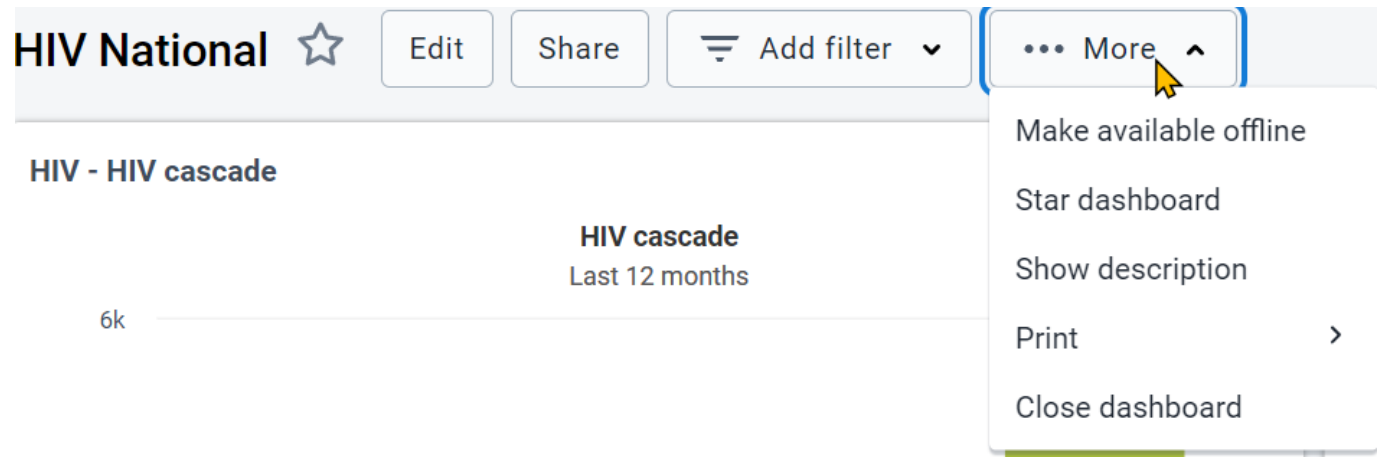 HIV National Edit Share Add filter ••• More
Make available offline
HIV - HIV cascade
Star dashboard
HIV cascade
Show description
Last 12 months
6k
Print
Close dashboard